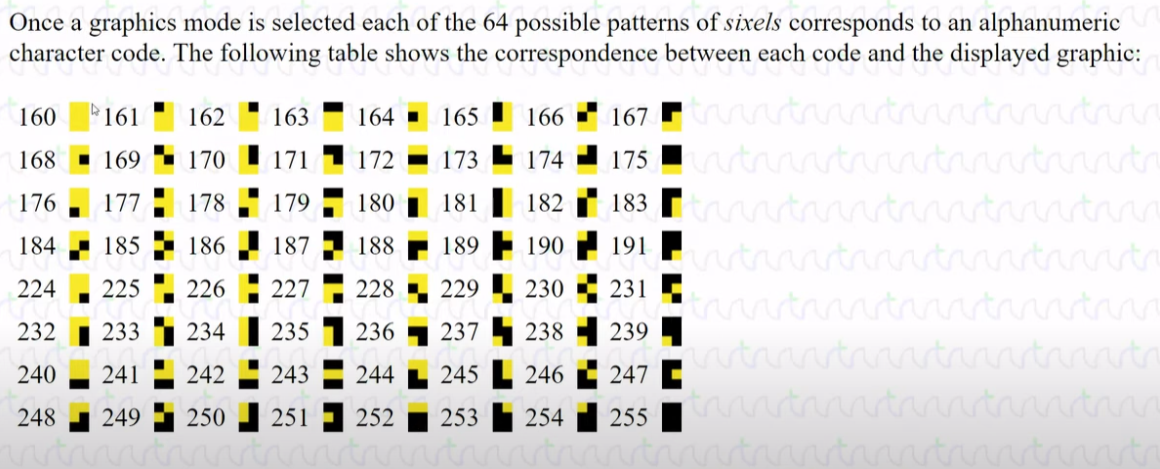 Once a graphics mode is selected each of the 64 possible patterns of sixels corresponds to an alphanumeric
character code. The following table shows the correspondence between each code and the displayed graphic:
160 161 162 163 164 165 166 167
168 169 170 171 172 173 174 175
176 177 178 179 180 181 182 183
184 185 186 187 188 189 190 191
224 225 226 227 228 229 230 231
232 233 234 235 236 237 238 239
240 241 242 243 244 245 246 247
248 249 250 251 252 253 254 255